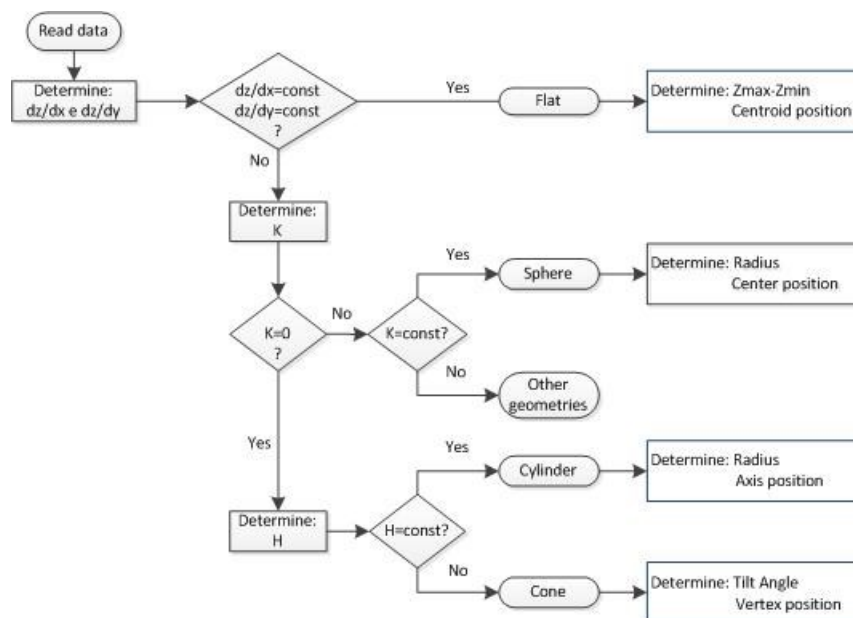 Read data
Determine:
dz/dx e dz/dy
dz/dx=const
dz/dy=const
?
Yes
Flat
Determine: Zmax-Zmin
Centroid position
No
Determine:
K
K=0
?
No
K=const?
Yes
Sphere
Determine: Radius
Center position
No
Other
geometries
Yes
Determine:
H
H=const?
Yes
Cylinder
Determine: Radius
Axis position
No
Cone
Determine: Tilt Angle
Vertex position